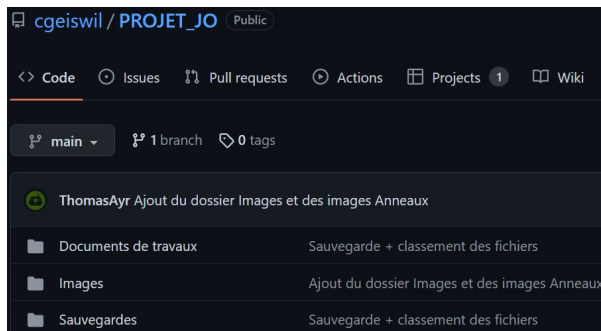 cgeiswil / PROJET_JO Public
<> Code Issues Pull requests Actions Projects 1 Wiki
main 1 branch 0 tags
ThomasAyr Ajout du dossier Images et des images Anneaux
Documents de travaux Sauvegarde + classement des fichiers
Images Ajout du dossier Images et des images Anneaux
Sauvegardes Sauvegarde + classement des fichiers